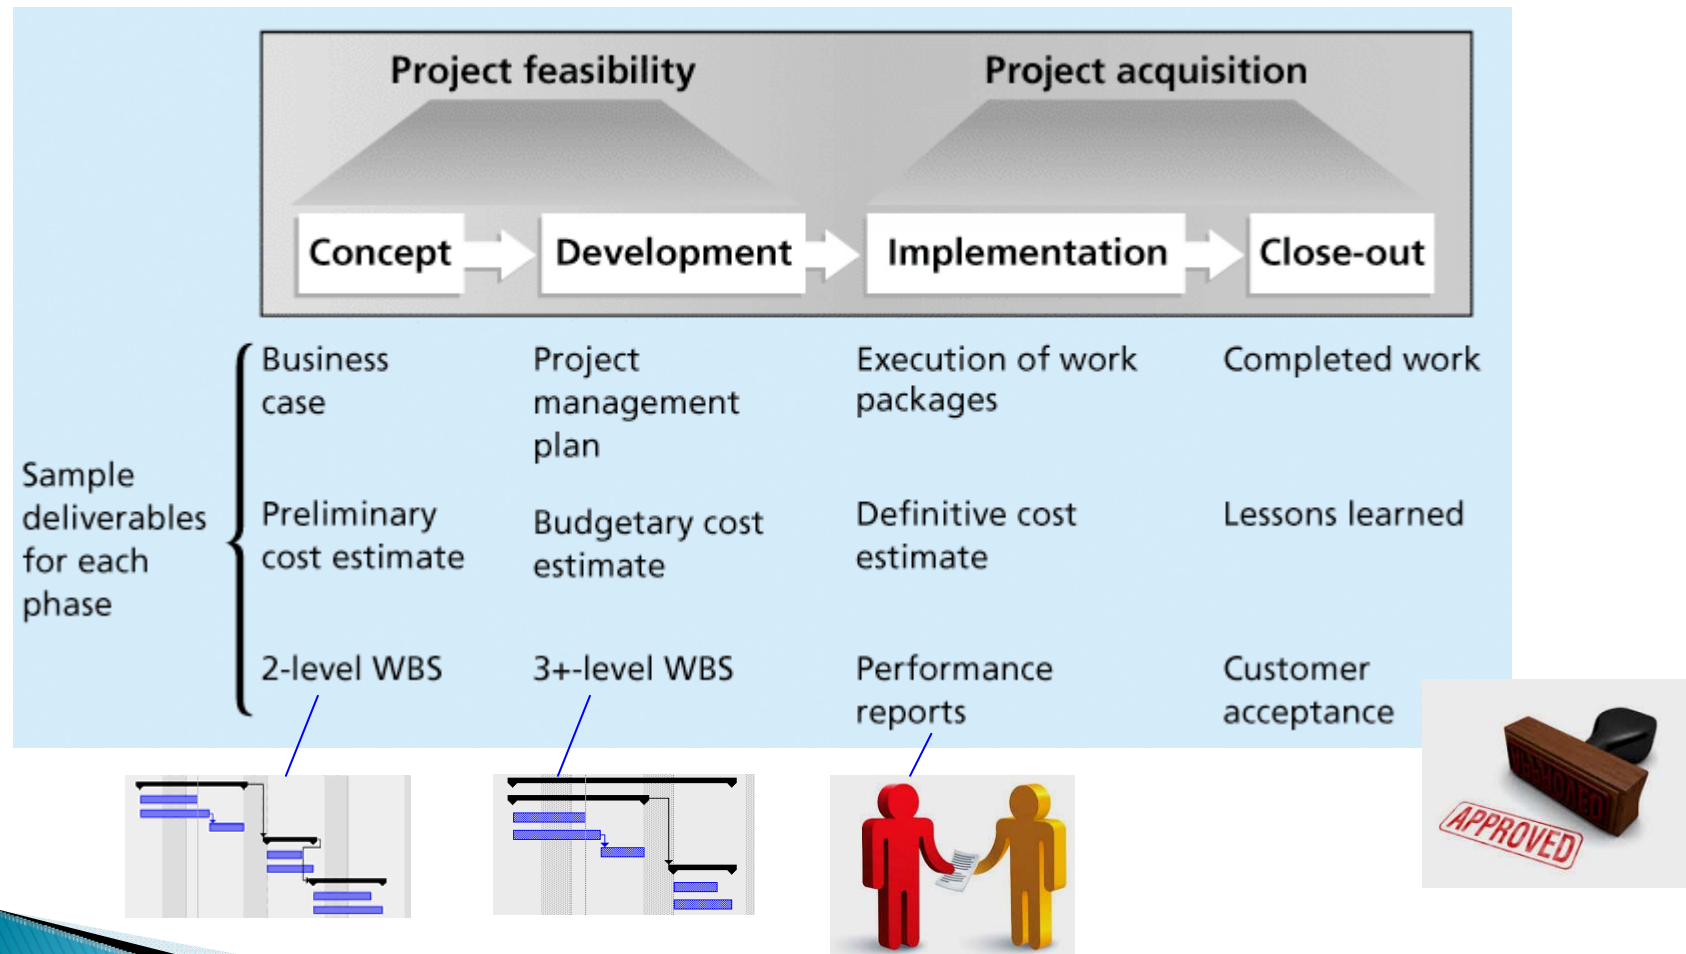 Project feasibility
Project acquisition
Concept
Development
Implementation
Close-out
Sample
deliverables
for each
phase
Business
case
Project
management
plan
Execution of work
packages
Completed work
Preliminary
cost estimate
Budgetary cost
estimate
Definitive cost
estimate
Lessons learned
2-level WBS
3+-level WBS
Performance
reports
Customer
acceptance
APPROVED
APPROVED